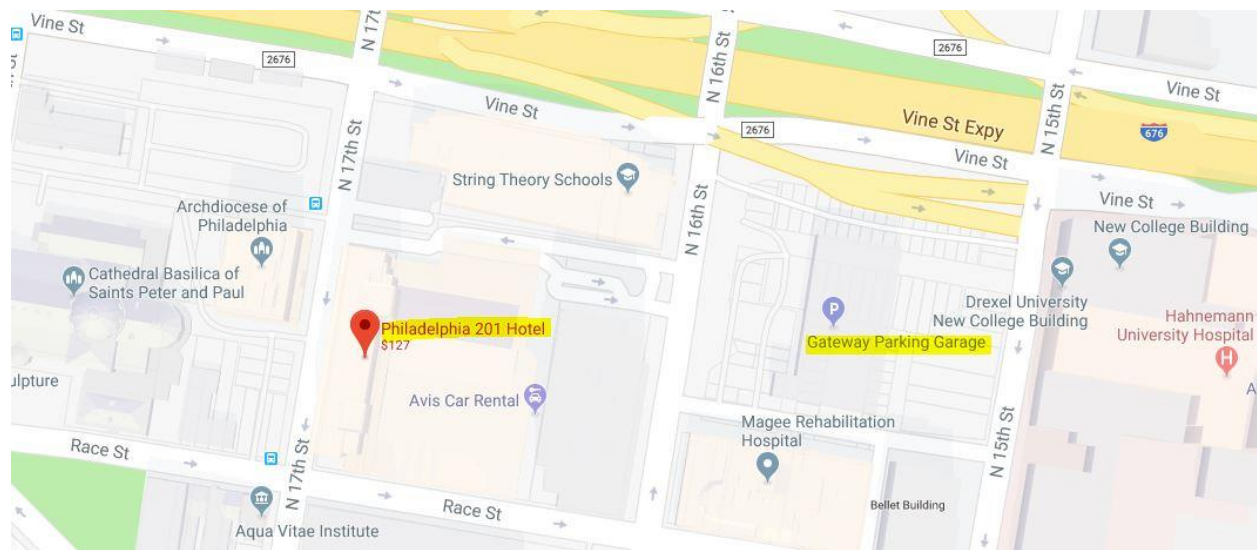 Vine St
N 17th St
2676
N 16th St
2676
Vine St
Vine St
2676
Vine St Expy
676
N 15th St
Vine St
Vine St
N 17th St
String Theory Schools
Archdiocese of
Philadelphia
N 16th St
New College Building
Cathedral Basilica of
Saints Peter and Paul
P
Drexel University
New College Building
Hahnemann
University Hospital
H
Philadelphia 201 Hotel
$127
Gateway Parking Garage
ulpture
Avis Car Rental
A
Magee Rehabilitation
Hospital
N 15th St
Race St
N 17th St
Race St
Bellet Building
Aqua Vitae Institute